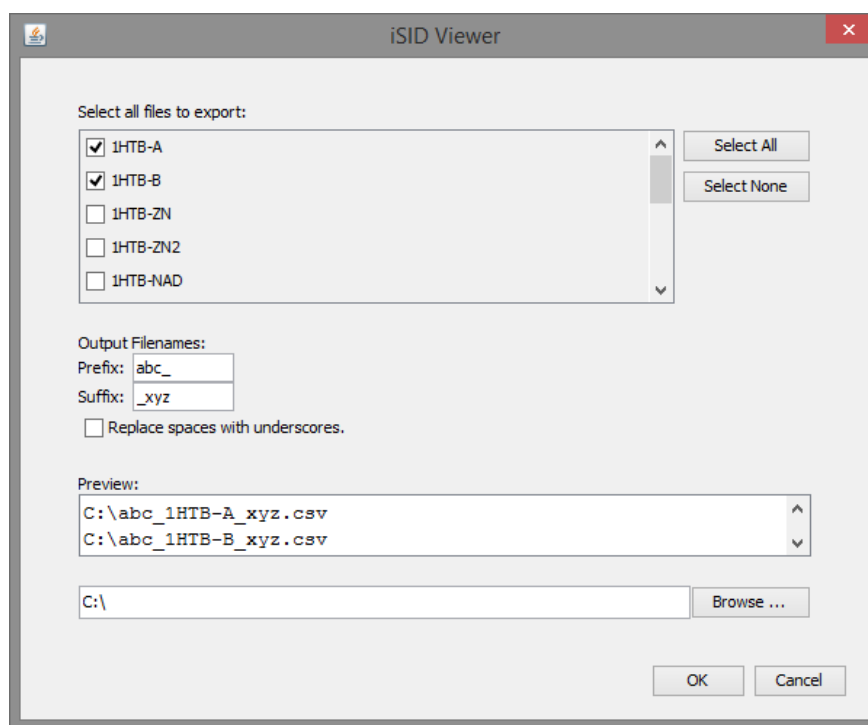 iSID Viewer
Select all files to export:
1HTB-A
Select All
1HTB-B
Select None
1HTB-ZN
1HTB-ZN2
1HTB-NAD
Output Filenames:
Prefix: abc_
Suffix: _xyz
Replace spaces with underscores.
Preview:
C:\abc_1HTB-A_xyz.csv
C:\abc_1HTB-B_xyz.csv
C:\ Browse ...
OK Cancel